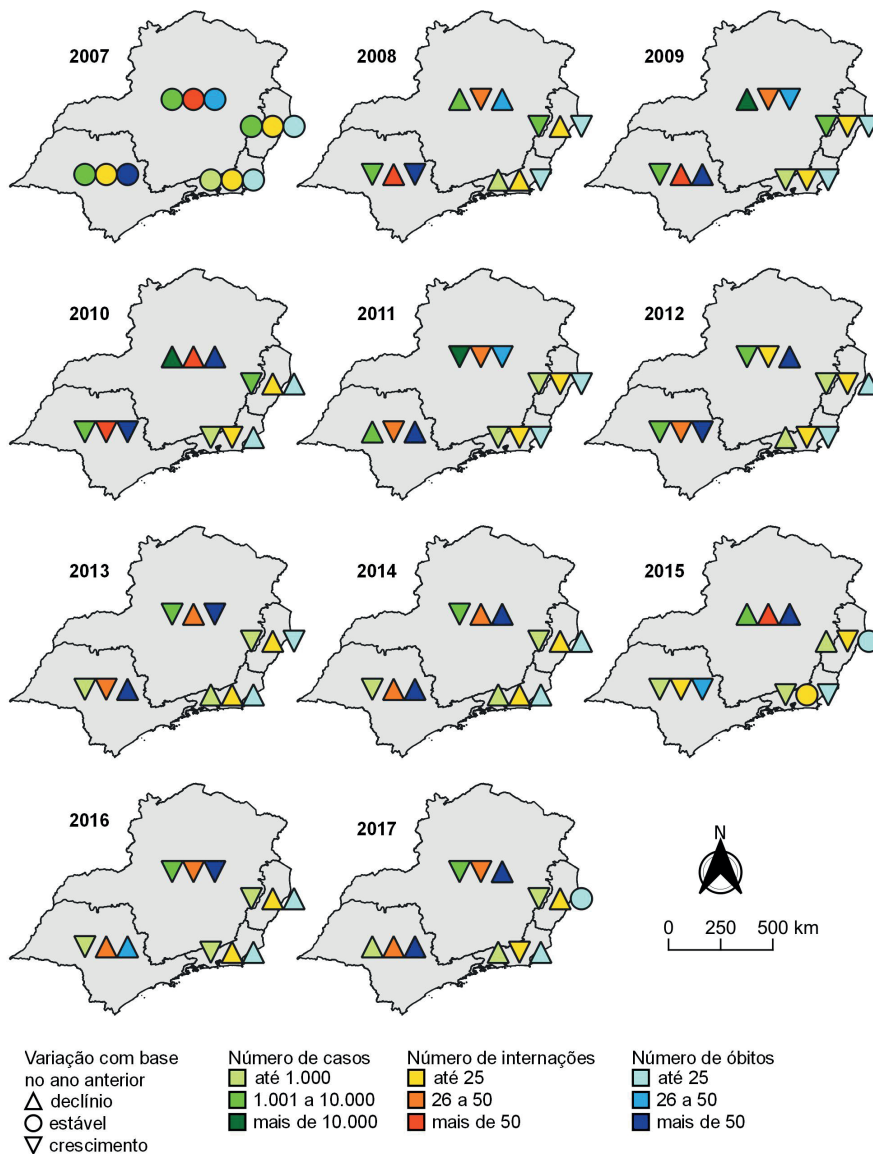 2007
2008
2009
2010
2011
2012
2013
2014
2015
2016
2017
N
0 250 500 km
Variação com base
no ano anterior
declínio
estável
crescimento
Número de casos
até 1.000
1.001 a 10.000
mais de 10.000
Número de internações
até 25
26 a 50
mais de 50
Número de óbitos
até 25
26 a 50
mais de 50